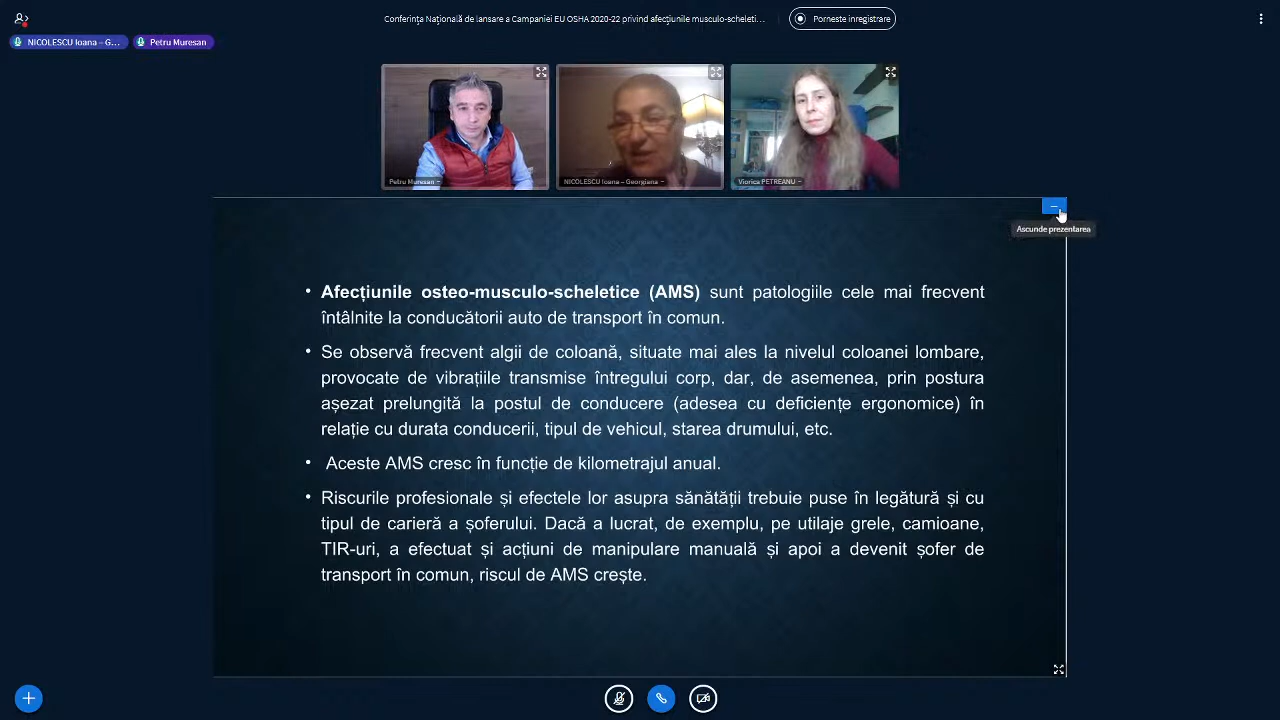 Conferința Națională de lansare a Campaniei EU OSHA 2020-22 privind afecțiunile musculo-scheleti...
Porneste inregistrare
NICOLESCU Ioana – G...
Petru Muresan
Petru Muresan
NICOLESCU Ioana – Georgiana
Viorica PETREANU
Ascunde prezentarea
• Afecțiunile osteo-musculo-scheletice (AMS) sunt patologiile cele mai frecvent
întâlnite la conducătorii auto de transport în comun.
• Se observă frecvent algii de coloană, situate mai ales la nivelul coloanei lombare,
provocate de vibrațiile transmise întregului corp, dar, de asemenea, prin postura
așezat prelungită la postul de conducere (adesea cu deficiențe ergonomice) în
relație cu durata conducerii, tipul de vehicul, starea drumului, etc.
• Aceste AMS cresc în funcție de kilometrajul anual.
• Riscurile profesionale și efectele lor asupra sănătății trebuie puse în legătură și cu
tipul de carieră a șoferului. Dacă a lucrat, de exemplu, pe utilaje grele, camioane,
TIR-uri, a efectuat și acțiuni de manipulare manuală și apoi a devenit șofer de
transport în comun, riscul de AMS crește.